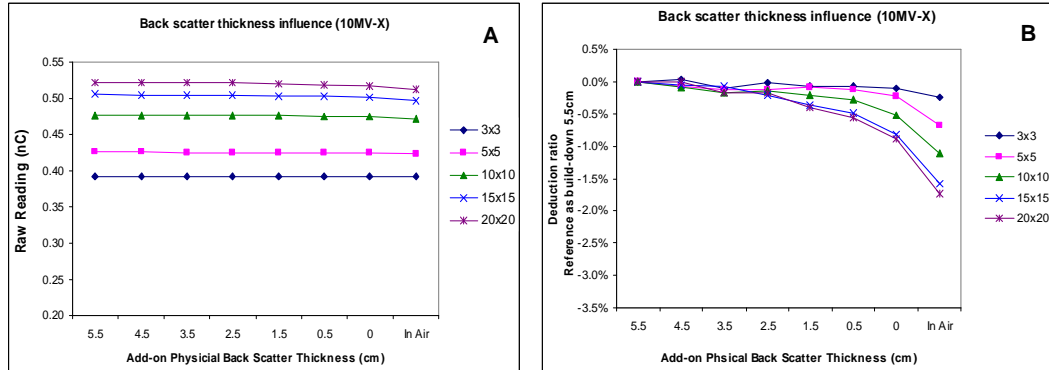 Back scatter thickness influence (10MV-X)
A
Raw Reading (nC)
0.55
0.50
0.45
0.40
0.35
0.30
0.25
0.20
5.5 4.5 3.5 2.5 1.5 0.5 0 In Air
Add-on Physicial Back Scatter Thickness (cm)
3x3
5x5
10x10
15x15
20x20
Back scatter thickness influence (10MV-X)
B
Deduction ratio
Reference as build-down 5.5cm
0.5%
0.0%
-0.5%
-1.0%
-1.5%
-2.0%
-2.5%
-3.0%
-3.5%
5.5 4.5 3.5 2.5 1.5 0.5 0 In Air
Add-on Phsical Back Scatter Thickness (cm)
3x3
5x5
10x10
15x15
20x20